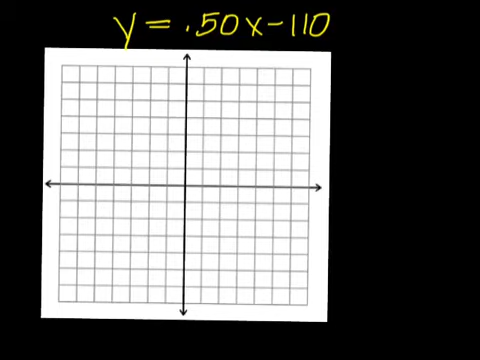 y = .50x-110